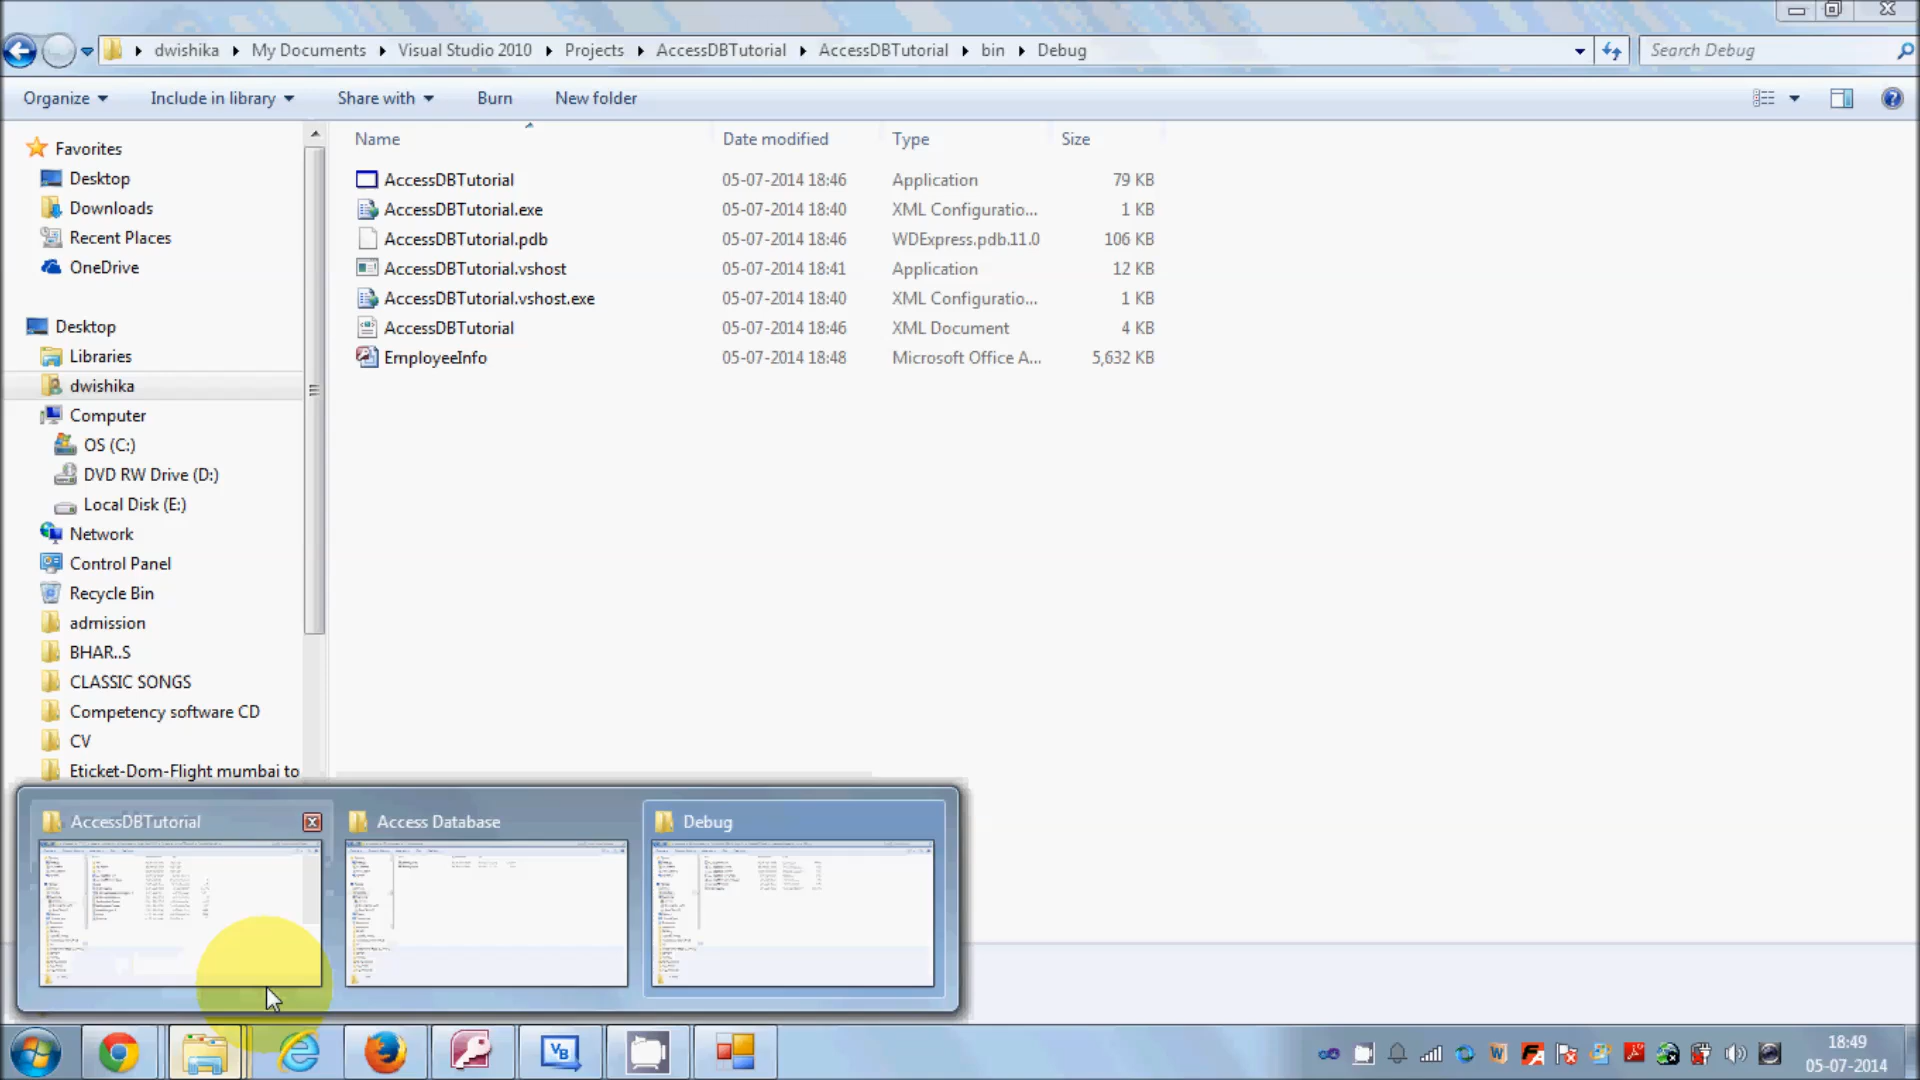 dwishika My Documents Visual Studio 2010 Projects AccessDBTutorial AccessDBTutorial bin Debug Search Debug
Organize Include in library Share with Burn New folder
Name Date modified Type Size
Favorites
Desktop
Downloads
Recent Places
OneDrive
Desktop
Libraries
dwishika
Computer
OS (C:)
DVD RW Drive (D:)
Local Disk (E:)
Network
Control Panel
Recycle Bin
admission
BHAR..S
CLASSIC SONGS
Competency software CD
CV
Eticket-Dom-Flight mumbai to
AccessDBTutorial 05-07-2014 18:46 Application 79 KB
AccessDBTutorial.exe 05-07-2014 18:40 XML Configuratio... 1 KB
AccessDBTutorial.pdb 05-07-2014 18:46 WDExpress.pdb.11.0 106 KB
AccessDBTutorial.vshost 05-07-2014 18:41 Application 12 KB
AccessDBTutorial.vshost.exe 05-07-2014 18:40 XML Configuratio... 1 KB
AccessDBTutorial 05-07-2014 18:46 XML Document 4 KB
EmployeeInfo 05-07-2014 18:48 Microsoft Office A... 5,632 KB
AccessDBTutorial Access Database Debug
VB
18:49
05-07-2014